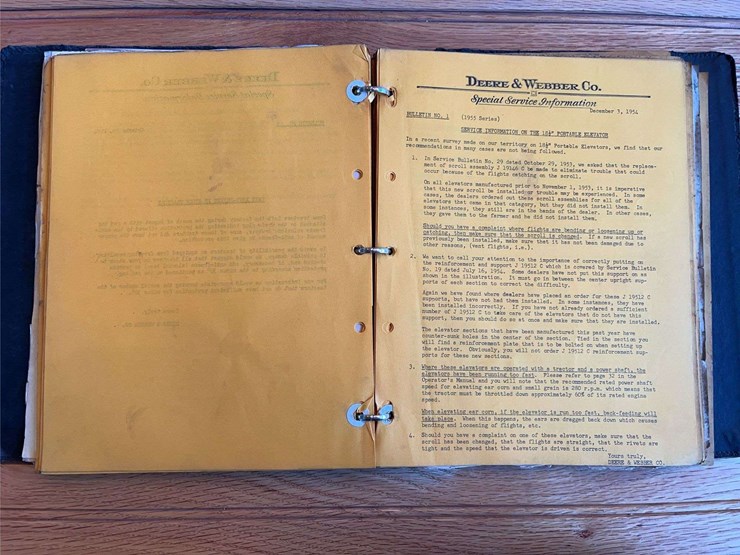 DEERE & WEBBER CO.
Special Service Information
December 3, 1954
BULLETIN NO. 1 (1955 Series)
SERVICE INFORMATION ON THE 18¼" PORTABLE ELEVATOR
In a recent survey made on our territory on 18¼" Portable Elevators, we find that our
recommendations in many cases are not being followed.
1. In Service Bulletin No. 29 dated October 29, 1953, we asked that the replace-
ment of scroll assembly J 19146 C be made to eliminate trouble that could
occur because of the flights catching on the scroll.
On all elevators manufactured prior to November 1, 1953, it is imperative
that this new scroll be installed or trouble may be experienced. In some
cases, the dealers ordered out these scroll assemblies for all of the
elevators that came in that category, but they did not install them. In
some instances, they still are in the hands of the dealer. In other cases,
they gave them to the farmer and he did not install them.
Should you have a complaint where flights are bending or loosening up or
catching, then make sure that the scroll is changed. If a new scroll has
previously been installed, make sure that it has not been damaged due to
other reasons, (vent flights, i.e.).
2. We want to call your attention to the importance of correctly putting on
the reinforcement and support J 19512 C which is covered by Service Bulletin
No. 19 dated July 16, 1954. Some dealers have not put this support on as
shown in the illustration. It must go in between the center upright sup-
ports of each section to correct the difficulty.
Again we have found where dealers have placed an order for these J 19512 C
supports, but have not had them installed. In some instances, they have
been installed incorrectly. If you have not already ordered a sufficient
number of J 19512 C to take care of the elevators that do not have this
support, then you should do so at once and make sure that they are installed.
The elevator sections that have been manufactured this past year have
counter-sunk holes in the center of the section. Tied in the section you
will find a reinforcement plate that is to be bolted on when setting up
the elevator. Obviously, you will not order J 19512 C reinforcement sup-
ports for these new sections.
3. Where these elevators are operated with a tractor and a power shaft, the
elevators have been running too fast. Please refer to page 32 in the
Operator's Manual and you will note that the recommended rated power shaft
speed for elevating ear corn and small grain is 280 r.p.m. which means that
the tractor must be throttled down approximately 60% of its rated engine
speed.
When elevating ear corn, if the elevator is run too fast, back-feeding will
take place. When this happens, the ears are dragged back down which causes
bending and loosening of flights, etc.
4. Should you have a complaint on one of these elevators, make sure that the
scroll has been changed, that the flights are straight, that the rivets are
tight and the speed that the elevator is driven is correct.
Yours truly,
DEERE & WEBBER CO.